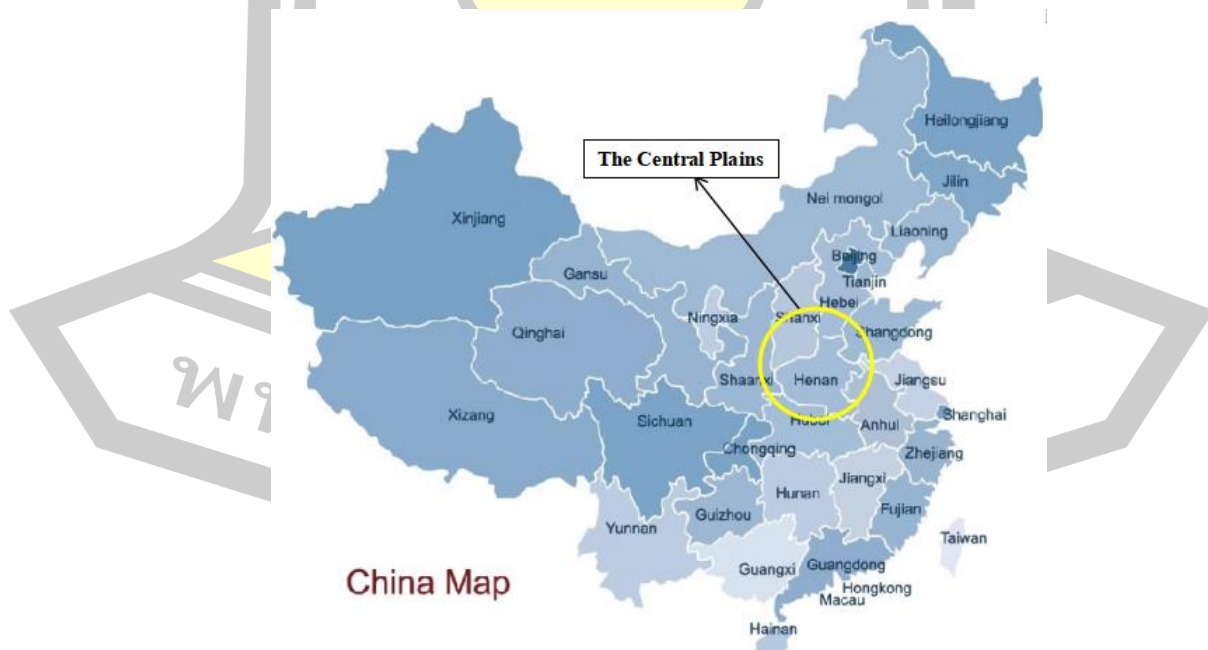 Heilongjiang
The Central Plains
Jilin
Nei mongol
Xinjiang
Liaoning
Beijing
Gansu
Tianjin
Hebei
Ningxia
Shanxi
Shangdong
Qinghai
Shaanxi
Henan
Jiangsu
Xizang
Sichuan
Hubei
Anhui
Shanghai
Chongqing
Zhejiang
Jiangxi
Hunan
Guizhou
Fujian
Yunnan
Taiwan
Guangxi
Guangdong
China Map
Hongkong
Macau
Hainan